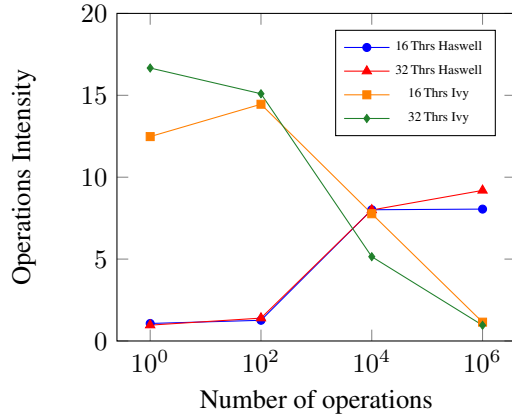 20
15
10
5
0
Operations Intensity
16 Thrs Haswell
32 Thrs Haswell
16 Thrs Ivy
32 Thrs Ivy
10^0 10^2 10^4 10^6
Number of operations